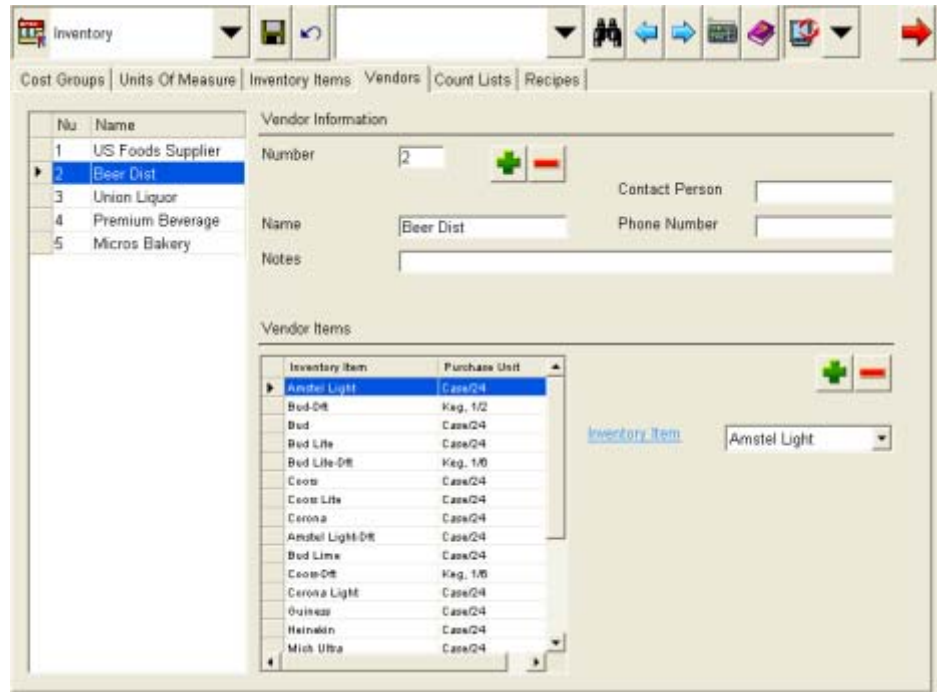 Inventory
Cost Groups Units Of Measure Inventory Items Vendors Count Lists Recipes
Nu Name
1 US Foods Supplier
2 Beer Dist
3 Union Liquor
4 Premium Beverage
5 Micros Bakery
Vendor Information
Number 2
Contact Person
Name Beer Dist Phone Number
Notes
Vendor Items
Inventory Item Purchase Unit
Amstel Light Case/24
Bud-Dft Keg, 1/2
Bud Case/24
Bud Lite Case/24
Bud Lite-Dft Keg, 1/6
Coors Case/24
Coors Lite Case/24
Corona Case/24
Amstel Light-Dft Case/24
Bud Lime Case/24
Coors-Dft Keg, 1/6
Corona Light Case/24
Guiness Case/24
Heinekin Case/24
Mich Ultra Case/24
Inventory Item Amstel Light